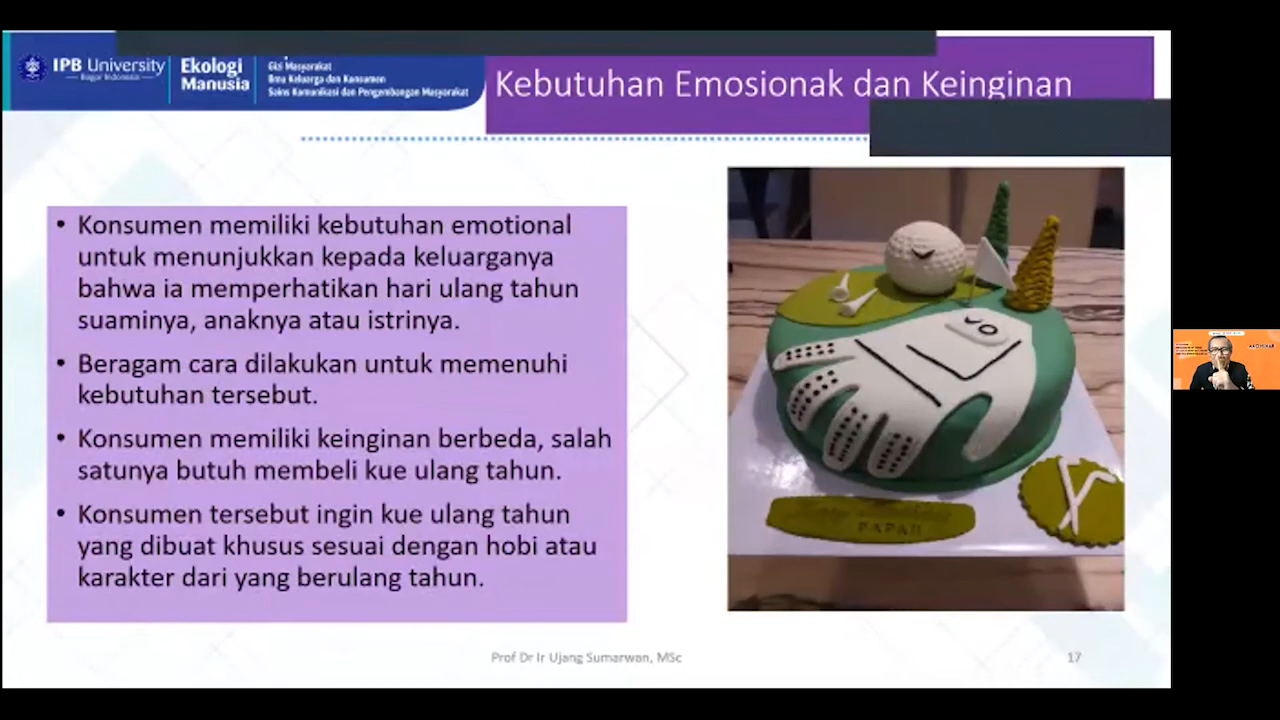 IPB University
Bogor Indonesia
Ekologi
Manusia
Gizi Masyarakat
Ilmu Keluarga dan Konsumen
Sains Komunikasi dan Pengembangan Masyarakat
Kebutuhan Emosionak dan Keinginan
• Konsumen memiliki kebutuhan emotional
untuk menunjukkan kepada keluarganya
bahwa ia memperhatikan hari ulang tahun
suaminya, anaknya atau istrinya.
• Beragam cara dilakukan untuk memenuhi
kebutuhan tersebut.
• Konsumen memiliki keinginan berbeda, salah
satunya butuh membeli kue ulang tahun.
• Konsumen tersebut ingin kue ulang tahun
yang dibuat khusus sesuai dengan hobi atau
karakter dari yang berulang tahun.
PAPAH
Prof Dr Ir Ujang Sumarwan, MSc
17